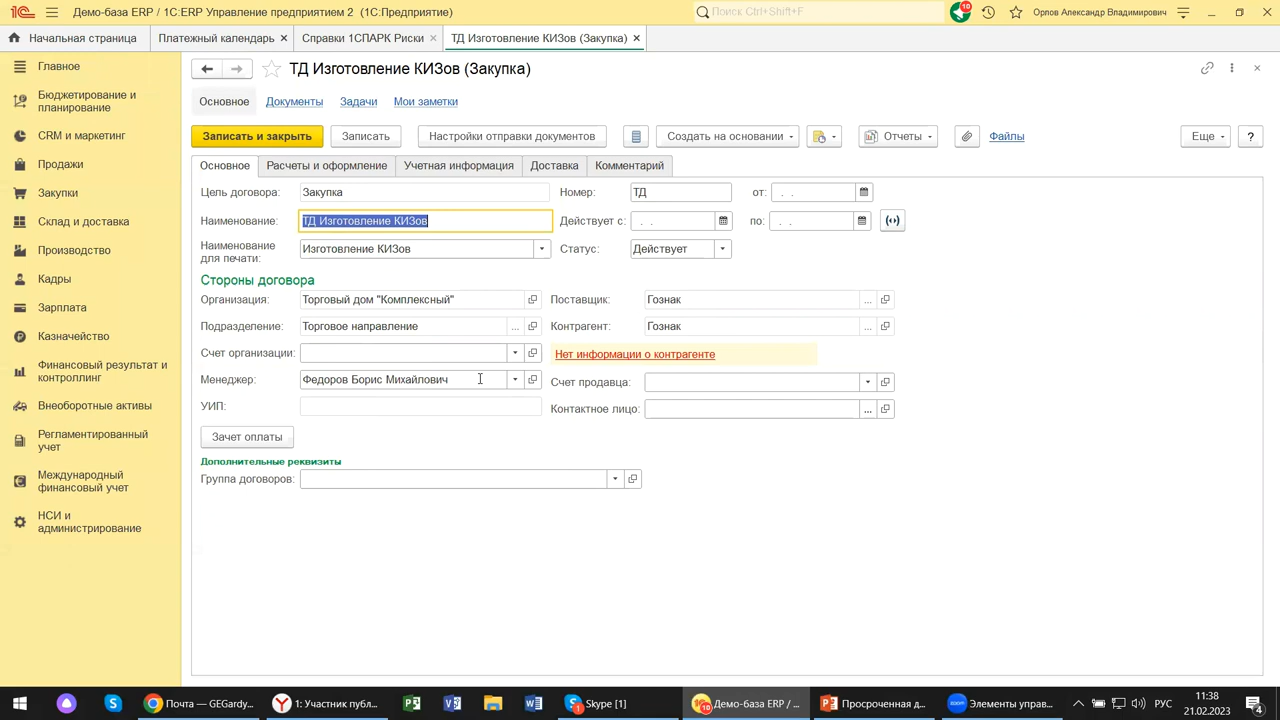 Демо-база ERP / 1С:ERP Управление предприятием 2 (1С:Предприятие)
Поиск Ctrl+Shift+F
10
Орлов Александр Владимирович
Начальная страница
Платежный календарь
Справки 1СПАРК Риски
ТД Изготовление КИЗов (Закупка)
Главное
Бюджетирование и
планирование
CRM и маркетинг
Продажи
Закупки
Склад и доставка
Производство
Кадры
Зарплата
Казначейство
Финансовый результат и
контроллинг
Внеоборотные активы
Регламентированный
учет
Международный
финансовый учет
НСИ и
администрирование
ТД Изготовление КИЗов (Закупка)
Основное Документы Задачи Мои заметки
Записать и закрыть Записать Настройки отправки документов Создать на основании Отчеты Файлы Еще ?
Основное Расчеты и оформление Учетная информация Доставка Комментарий
Цель договора: Закупка Номер: ТД от: . .
Наименование: ТД Изготовление КИЗов Действует с: . . по: . .
Наименование
для печати: Изготовление КИЗов Статус: Действует
Стороны договора
Организация: Торговый дом "Комплексный" Поставщик: Гознак
Подразделение: Торговое направление Контрагент: Гознак
Счет организации: Нет информации о контрагенте
Менеджер: Федоров Борис Михайлович Счет продавца:
УИП: Контактное лицо:
Зачет оплаты
Дополнительные реквизиты
Группа договоров:
Почта — GEGardy...
1: Участник публ...
Skype [1]
Демо-база ERP / ...
Просроченная д...
Элементы управ...
РУС
11:38
21.02.2023
4